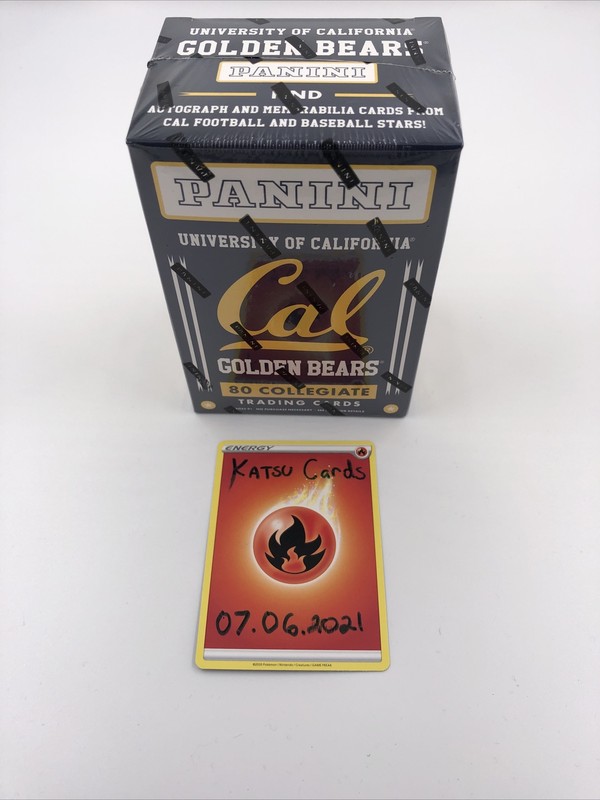 UNIVERSITY OF CALIFORNIA
GOLDEN BEARS
PANINI
FIND
AUTOGRAPH AND MEMORABILIA CARDS FROM
CAL FOOTBALL AND BASEBALL STARS!
PANINI
UNIVERSITY OF CALIFORNIA®
Cal®
GOLDEN BEARS®
80 COLLEGIATE
TRADING CARDS
ENERGY
KATSU Cards
07.06.2021